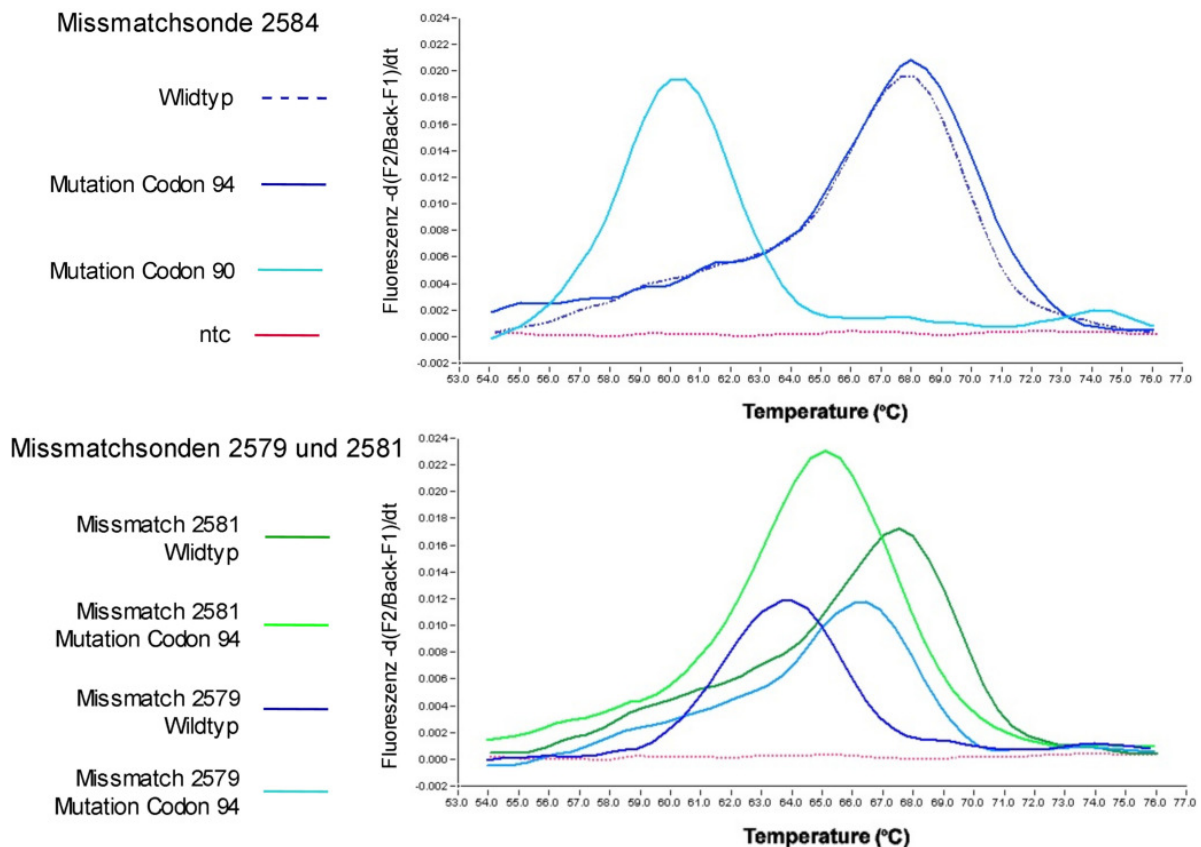 Missmatchsonde 2584
Wlidtyp
Mutation Codon 94
Mutation Codon 90
ntc
Fluoreszenz -d(F2/Back-F1)/dt
0.024
0.022
0.020
0.018
0.016
0.014
0.012
0.010
0.008
0.006
0.004
0.002
0.000
-0.002
53.0 54.0 55.0 56.0 57.0 58.0 59.0 60.0 61.0 62.0 63.0 64.0 65.0 66.0 67.0 68.0 69.0 70.0 71.0 72.0 73.0 74.0 75.0 76.0 77.0
Temperature (°C)
Missmatchsonden 2579 und 2581
Missmatch 2581
Wlidtyp
Missmatch 2581
Mutation Codon 94
Missmatch 2579
Wlidtyp
Missmatch 2579
Mutation Codon 94
Fluoreszenz -d(F2/Back-F1)/dt
0.024
0.022
0.020
0.018
0.016
0.014
0.012
0.010
0.008
0.006
0.004
0.002
0.000
-0.002
53.0 54.0 55.0 56.0 57.0 58.0 59.0 60.0 61.0 62.0 63.0 64.0 65.0 66.0 67.0 68.0 69.0 70.0 71.0 72.0 73.0 74.0 75.0 76.0 77.0
Temperature (°C)